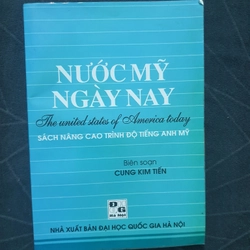 NƯỚC MỸ
NGÀY NAY
The united states of America today
SÁCH NÂNG CAO TRÌNH ĐỘ TIẾNG ANH MỸ
Biên soạn
CUNG KIM TIẾN
NHÀ XUẤT BẢN ĐẠI HỌC QUỐC GIA HÀ NỘI